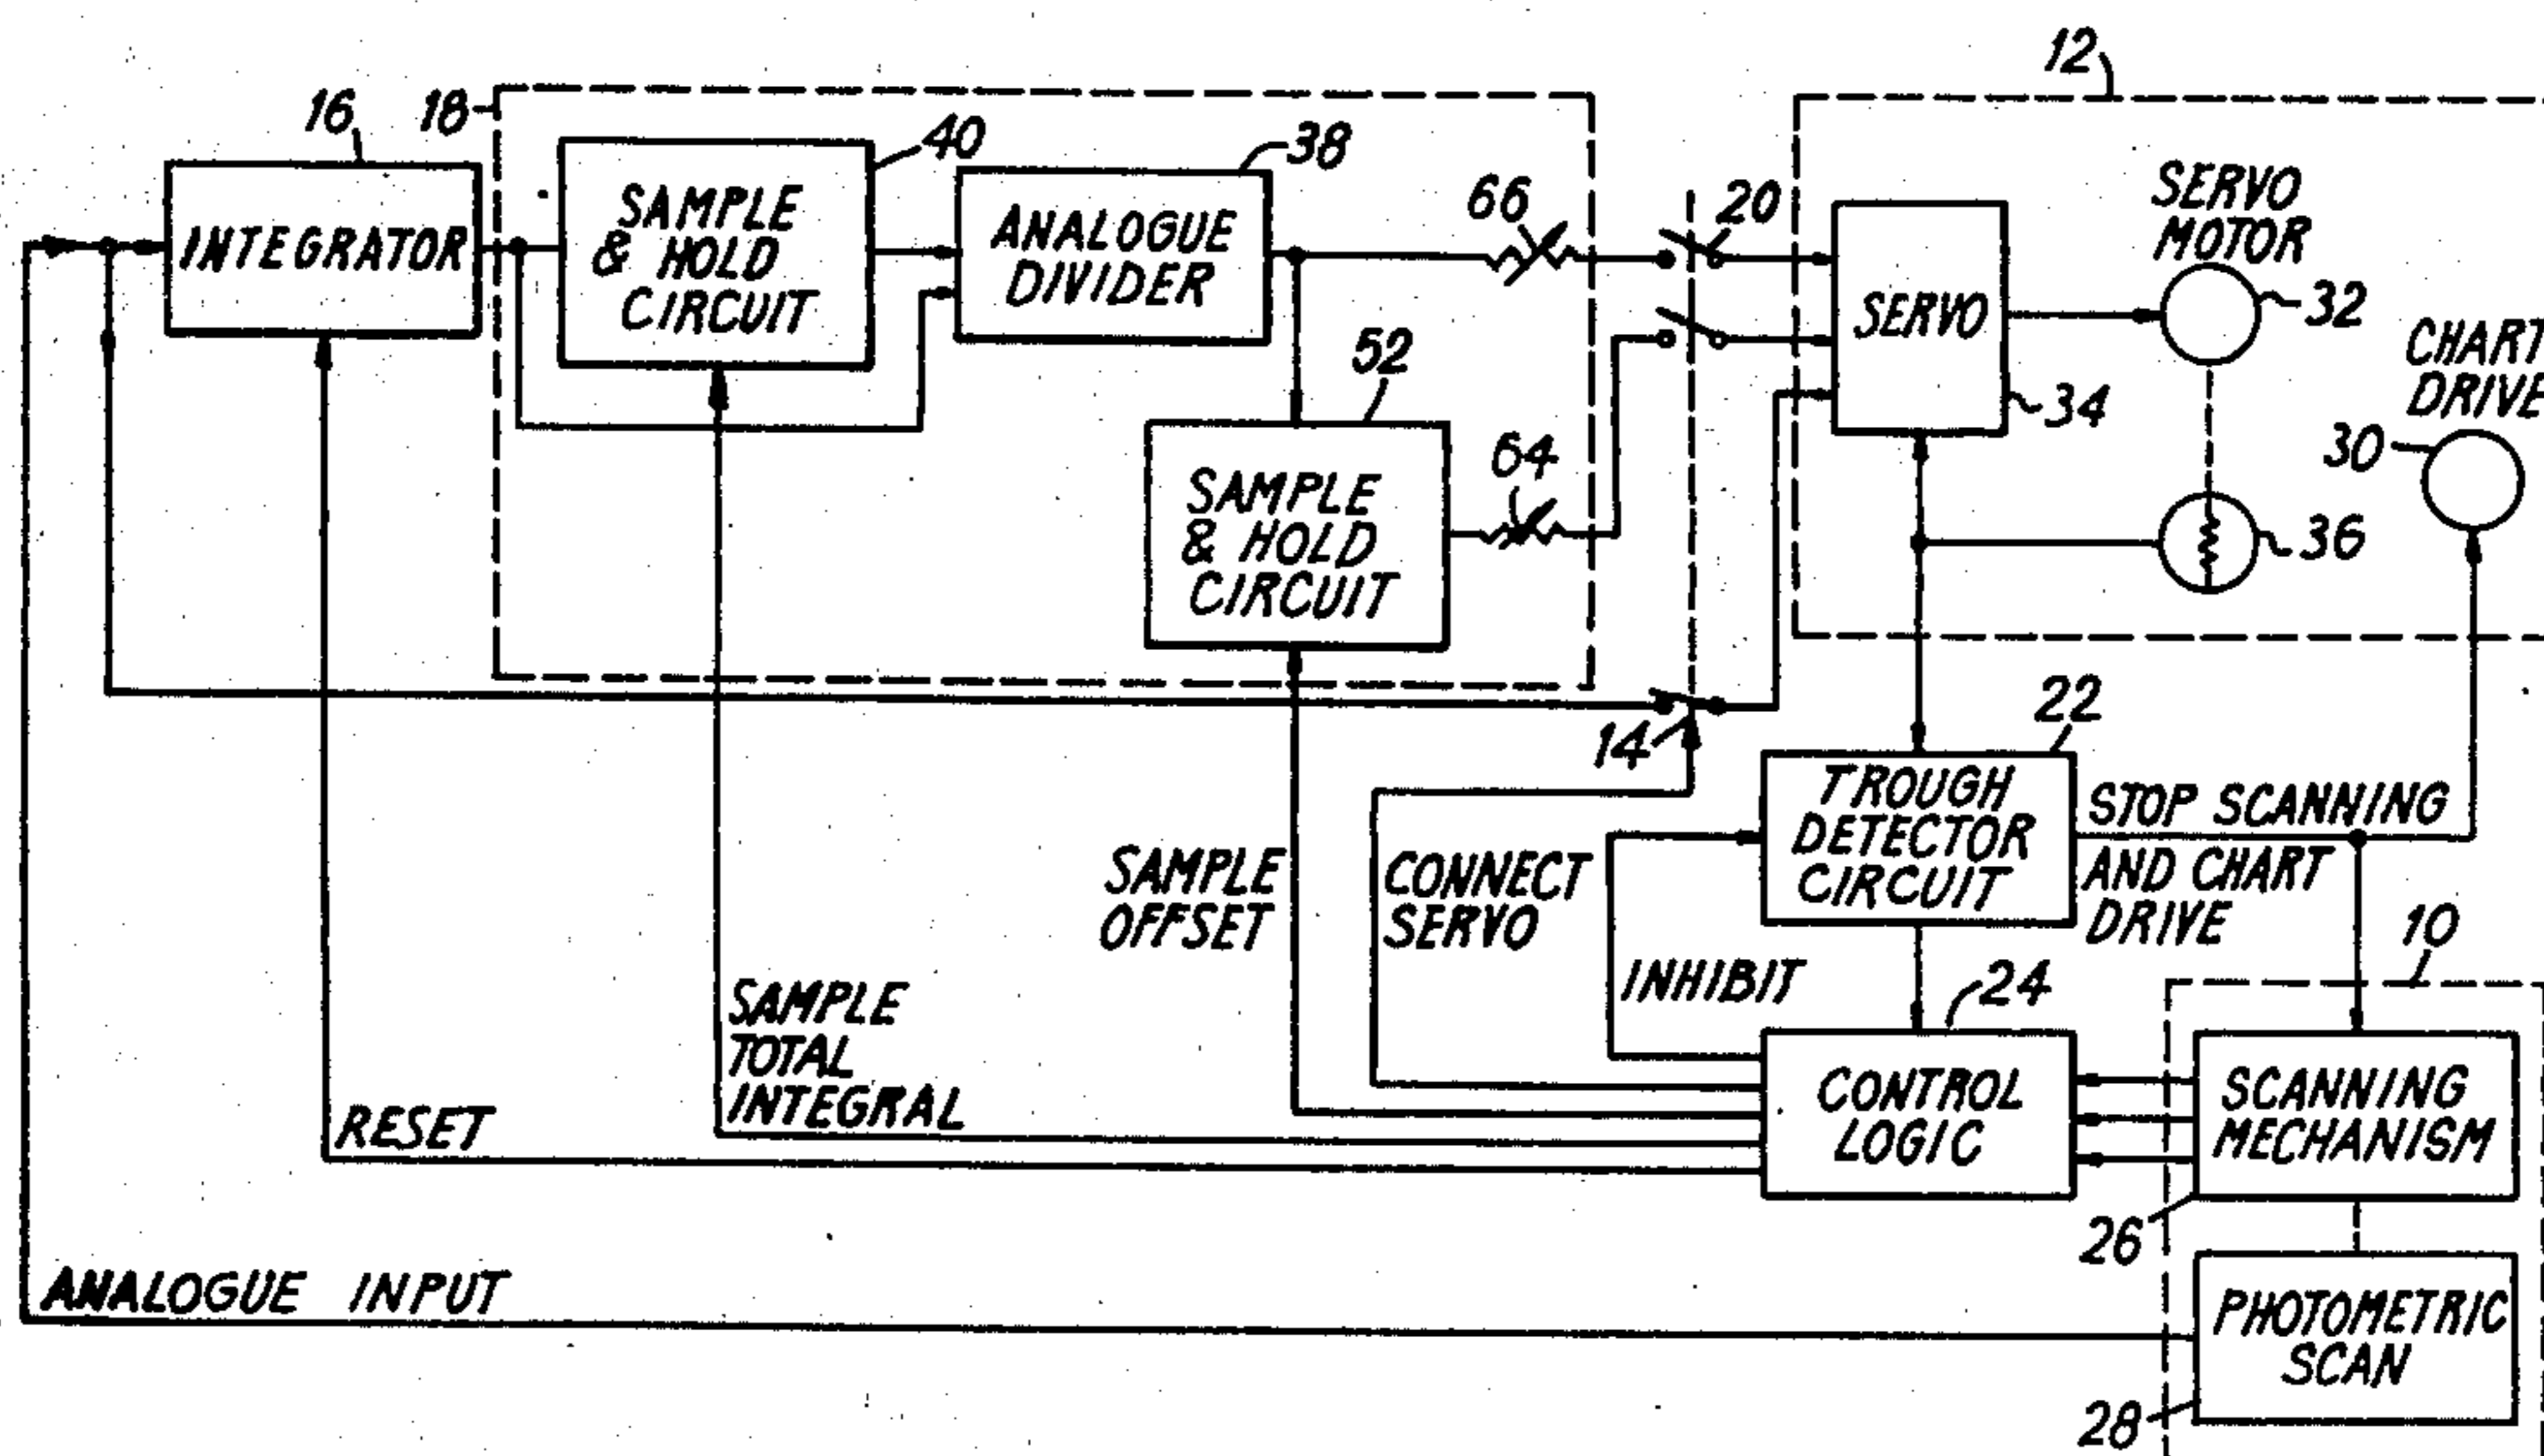 12
16
18
40
38
SAMPLE
& HOLD
CIRCUIT
INTEGRATOR
ANALOGUE
DIVIDER
66
20
SERVO
MOTOR
SERVO
32
CHART
DRIVE
52
34
30
64
SAMPLE
& HOLD
CIRCUIT
36
22
14
TROUGH
DETECTOR
CIRCUIT
STOP SCANNING
AND CHART
DRIVE
SAMPLE
OFFSET
CONNECT
SERVO
10
INHIBIT
24
SAMPLE
TOTAL
INTEGRAL
RESET
CONTROL
LOGIC
SCANNING
MECHANISM
26
ANALOGUE INPUT
PHOTOMETRIC
SCAN
28